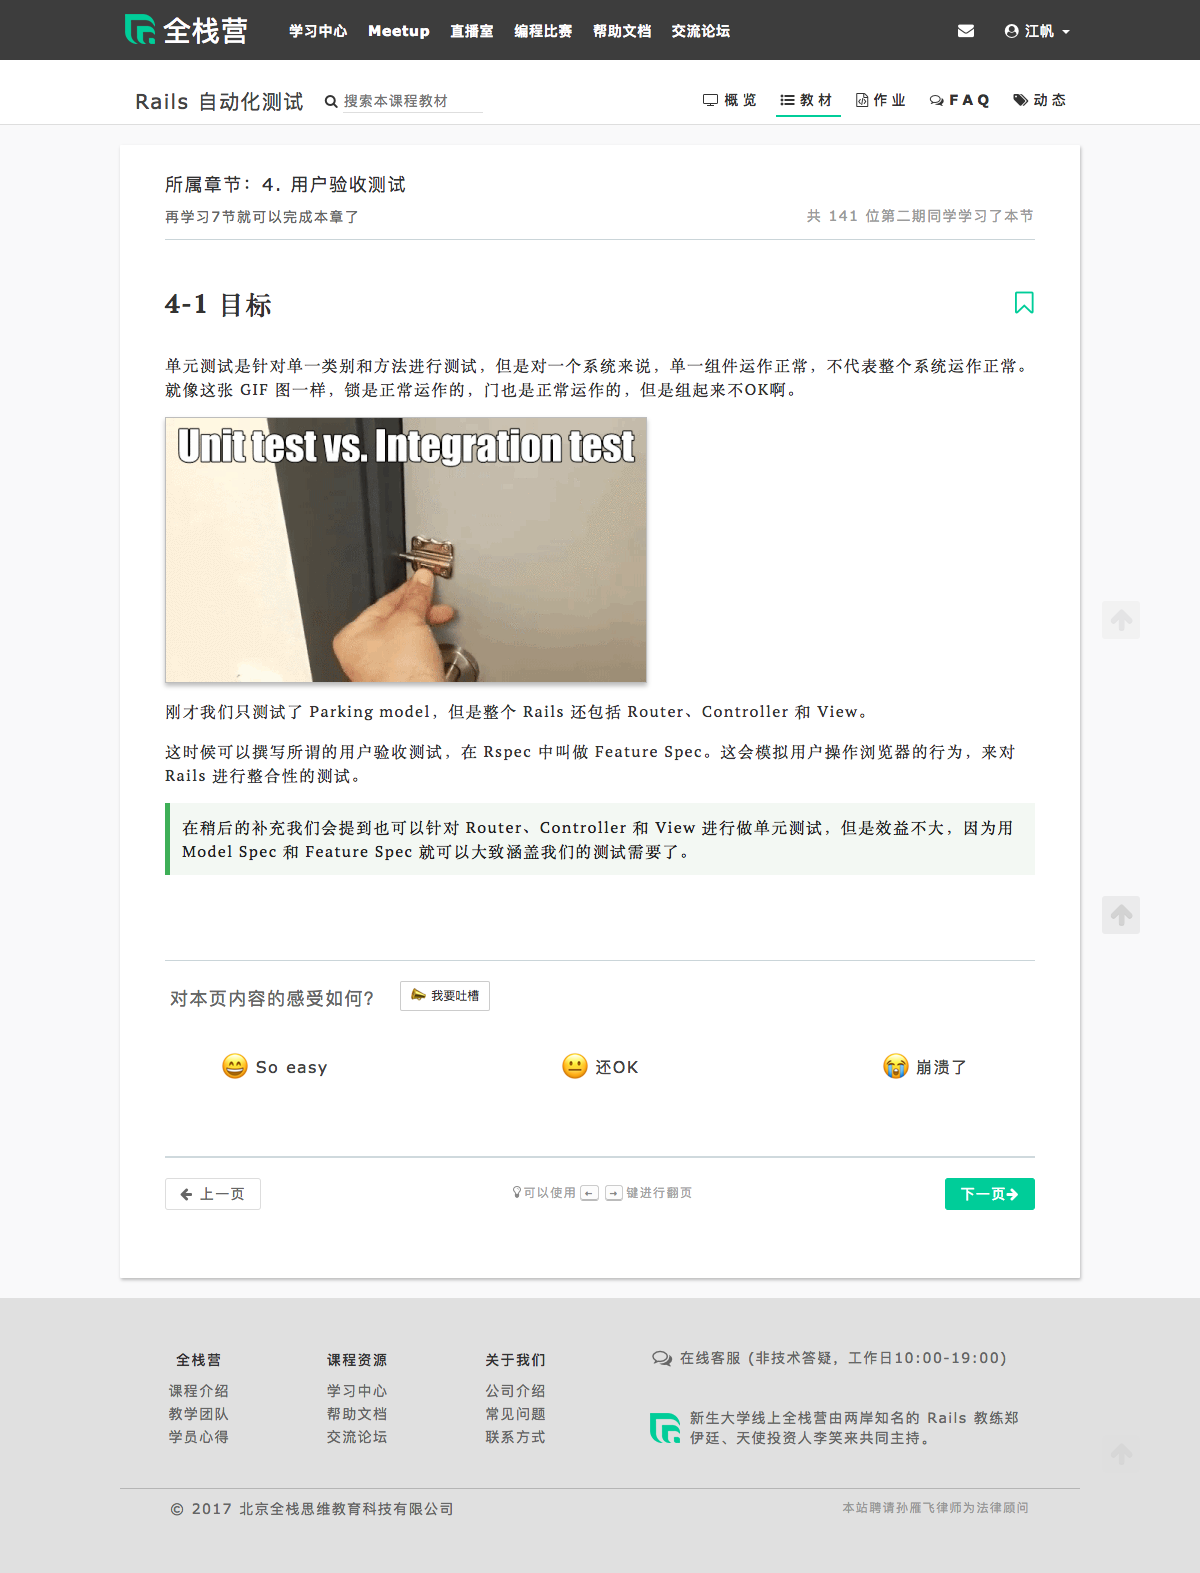 全栈营 学习中心 Meetup 直播室 编程比赛 帮助文档 交流论坛 江帆
Rails 自动化测试 搜索本课程教材 概览 教材 作业 FAQ 动态
所属章节：4. 用户验收测试
再学习7节就可以完成本章了 共 141 位第二期同学学习了本节
4-1 目标
单元测试是针对单一类别和方法进行测试，但是对一个系统来说，单一组件运作正常，不代表整个系统运作正常。
就像这张 GIF 图一样，锁是正常运作的，门也是正常运作的，但是组起来不OK啊。
Unit test vs. Integration test
刚才我们只测试了 Parking model，但是整个 Rails 还包括 Router、Controller 和 View。
这时候可以撰写所谓的用户验收测试，在 Rspec 中叫做 Feature Spec。这会模拟用户操作浏览器的行为，来对
Rails 进行整合性的测试。
在稍后的补充我们会提到也可以针对 Router、Controller 和 View 进行做单元测试，但是效益不大，因为用
Model Spec 和 Feature Spec 就可以大致涵盖我们的测试需要了。
对本页内容的感受如何? 我要吐槽
So easy 还OK 崩溃了
上一页 可以使用 ← → 键进行翻页 下一页
全栈营 课程资源 关于我们 在线客服 (非技术答疑，工作日10:00-19:00)
课程介绍 学习中心 公司介绍
教学团队 帮助文档 常见问题 新生大学线上全栈营由两岸知名的 Rails 教练郑
学员心得 交流论坛 联系方式 伊廷、天使投资人李笑来共同主持。
© 2017 北京全栈思维教育科技有限公司 本站聘请孙雁飞律师为法律顾问